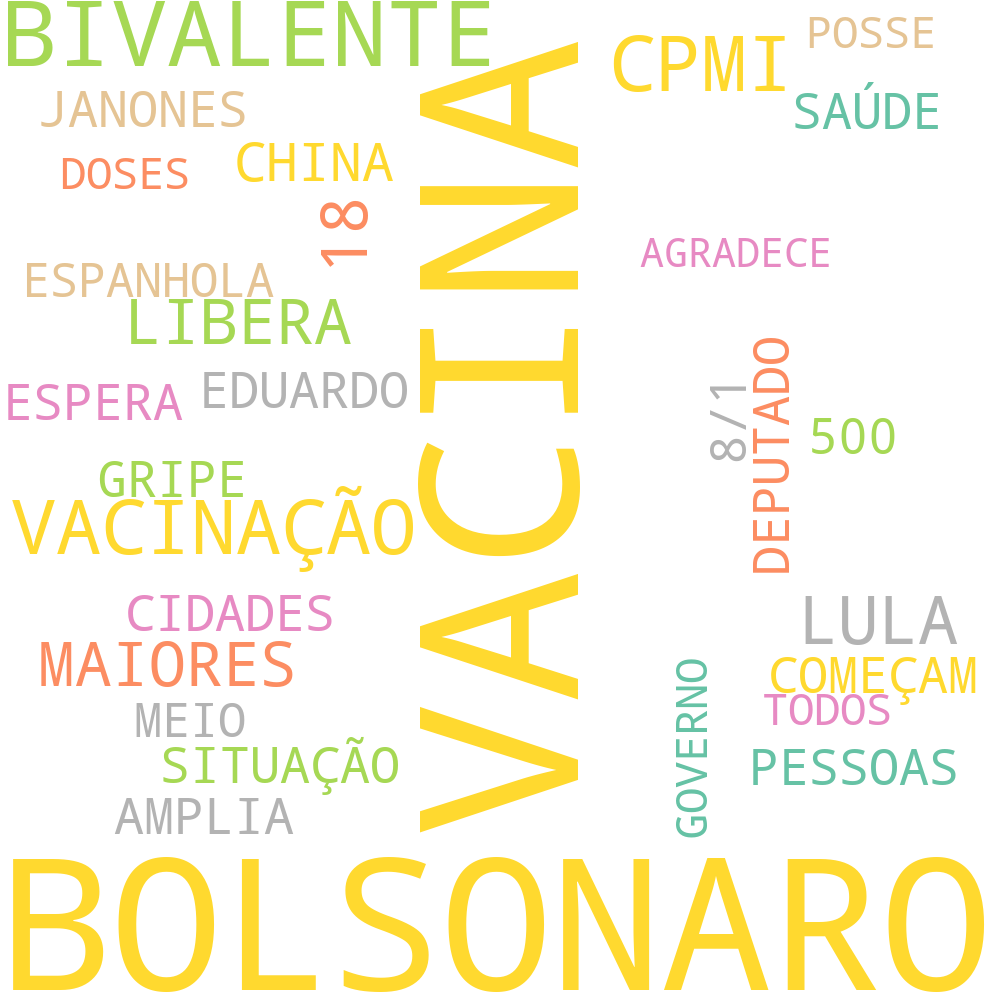 BIVALENTE
POSSE
CPMI
JANONES
SAÚDE
DOSES
CHINA
18
VACINA
AGRADECE
ESPANHOLA
LIBERA
ESPERA
EDUARDO
8/1
DEPUTADO
500
GRIPE
VACINAÇÃO
CIDADES
LULA
MAIORES
COMEÇAM
TODOS
MEIO
GOVERNO
SITUAÇÃO
PESSOAS
AMPLIA
BOLSONARO